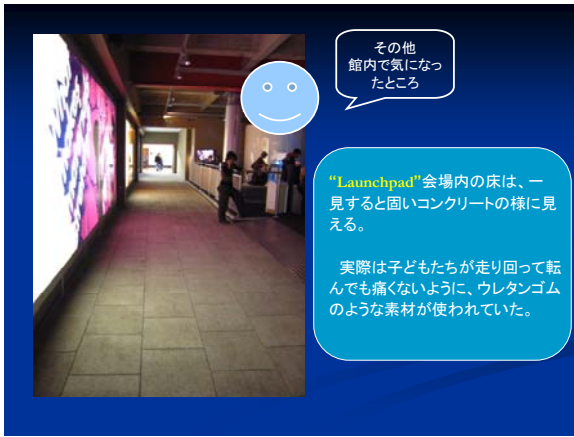 その他
館内で気になっ
たところ
“Launchpad”会場内の床は、一
見すると固いコンクリートの様に見
える。
実際は子どもたちが走り回って転
んでも痛くないように、ウレタンゴム
のような素材が使われていた。